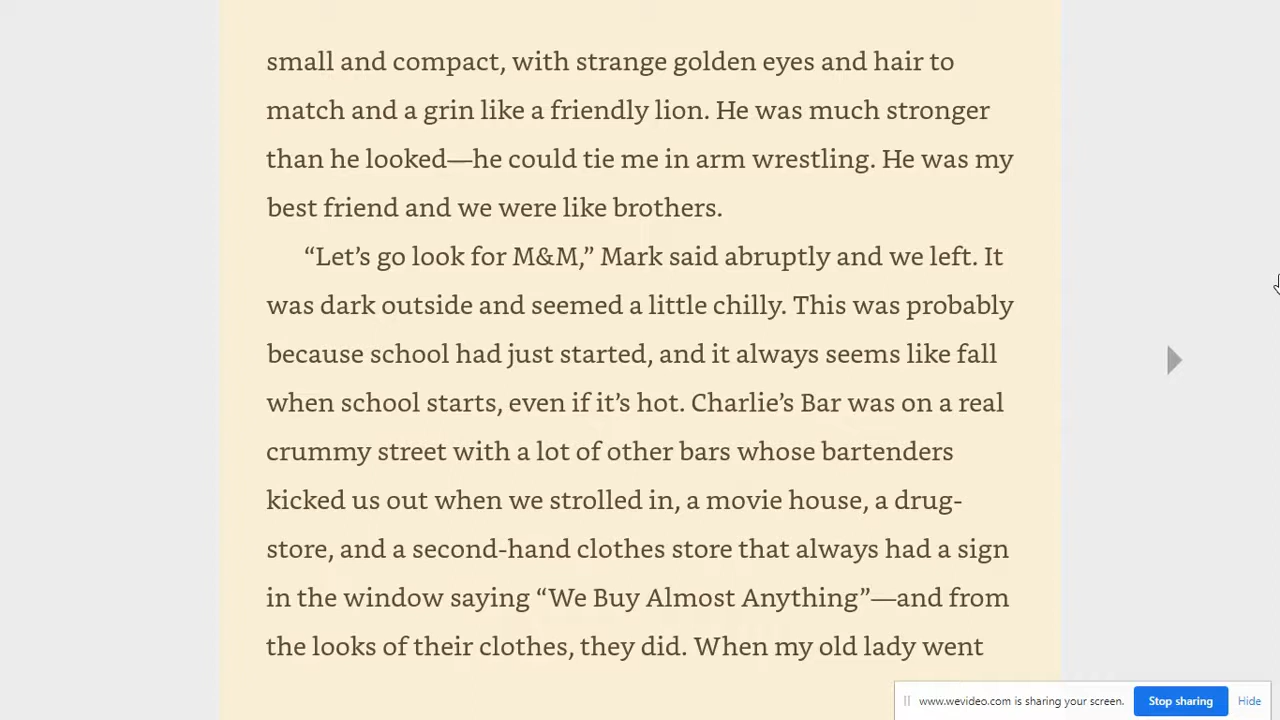 small and compact, with strange golden eyes and hair to
match and a grin like a friendly lion. He was much stronger
than he looked—he could tie me in arm wrestling. He was my
best friend and we were like brothers.
“Let’s go look for M&M,” Mark said abruptly and we left. It
was dark outside and seemed a little chilly. This was probably
because school had just started, and it always seems like fall
when school starts, even if it’s hot. Charlie’s Bar was on a real
crummy street with a lot of other bars whose bartenders
kicked us out when we strolled in, a movie house, a drug-
store, and a second-hand clothes store that always had a sign
in the window saying “We Buy Almost Anything”—and from
the looks of their clothes, they did. When my old lady went
www.wevideo.com is sharing your screen. Stop sharing Hide